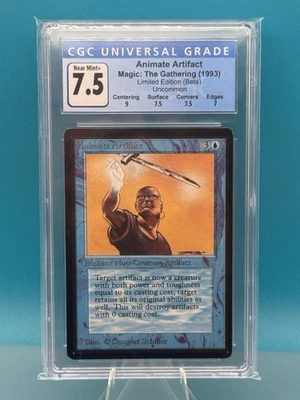 CGC UNIVERSAL GRADE
Near Mint+
7.5
Animate Artifact
Magic: The Gathering (1993)
Limited Edition (Beta)
Uncommon
Centering Surface Corners Edges
9 7.5 7.5 7
Animate Artifact 3
Enchant Non-Creature Artifact
Target artifact is now a creature
with both power and toughness
equal to its casting cost; target
retains all its original abilities as
well. This will destroy artifacts
with 0 casting cost.
Illus. © Douglas Shuler